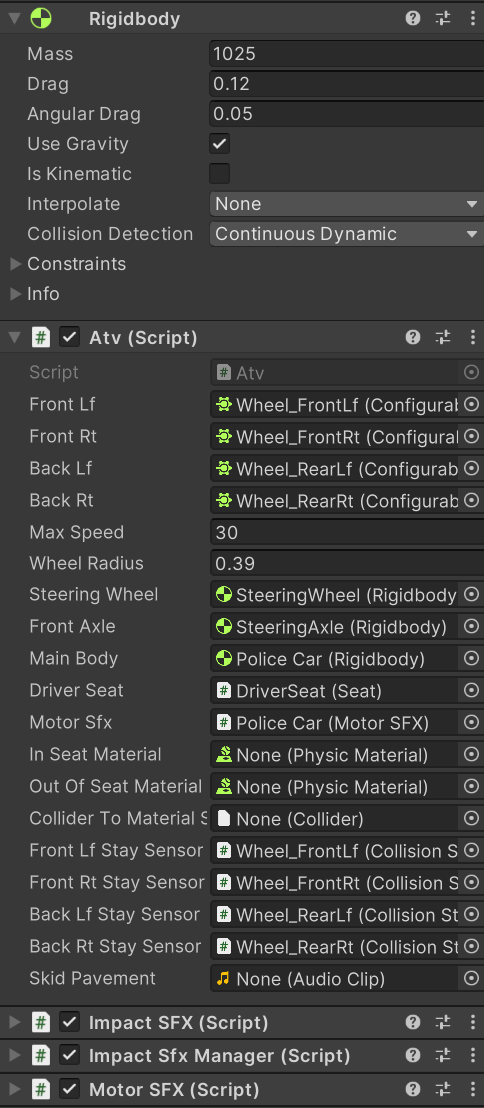 Rigidbody
Mass 1025
Drag 0.12
Angular Drag 0.05
Use Gravity
Is Kinematic
Interpolate None
Collision Detection Continuous Dynamic
Constraints
Info
# Atv (Script)
Script # Atv
Front Lf Wheel_FrontLf (Configurab
Front Rt Wheel_FrontRt (Configural
Back Lf Wheel_RearLf (Configurab
Back Rt Wheel_RearRt (Configurab
Max Speed 30
Wheel Radius 0.39
Steering Wheel SteeringWheel (Rigidbody
Front Axle SteeringAxle (Rigidbody)
Main Body Police Car (Rigidbody)
Driver Seat # DriverSeat (Seat)
Motor Sfx # Police Car (Motor SFX)
In Seat Material None (Physic Material)
Out Of Seat Material None (Physic Material)
Collider To Material S None (Collider)
Front Lf Stay Sensor # Wheel_FrontLf (Collision S
Front Rt Stay Sensor # Wheel_FrontRt (Collision S
Back Lf Stay Sensor # Wheel_RearLf (Collision St
Back Rt Stay Sensor # Wheel_RearRt (Collision St
Skid Pavement None (Audio Clip)
# Impact SFX (Script)
# Impact Sfx Manager (Script)
# Motor SFX (Script)